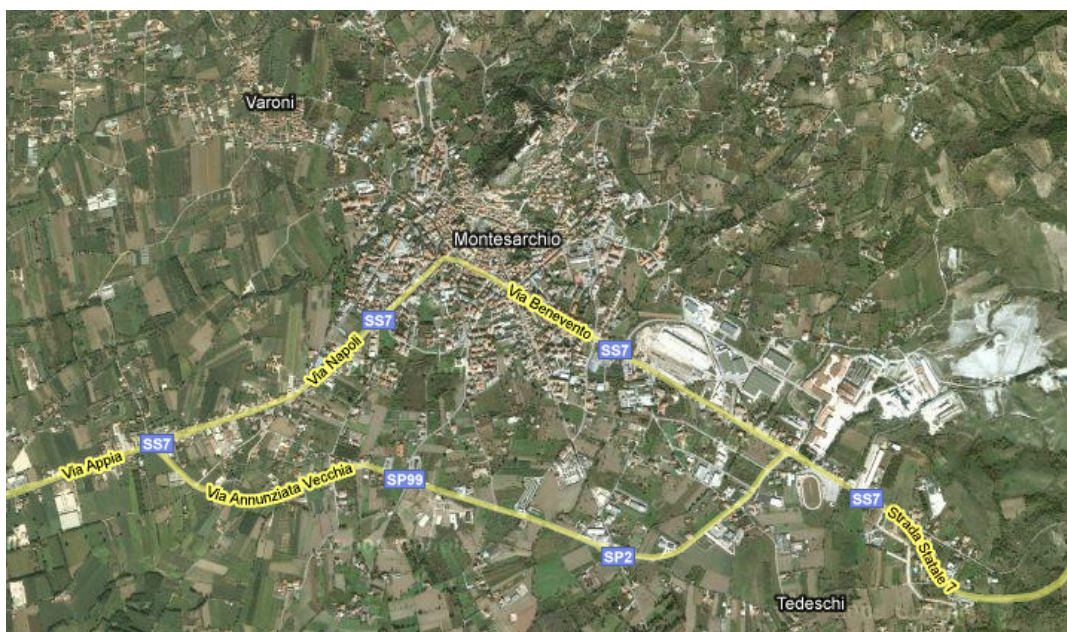 Varoni
Montesarchio
Via Benevento
SS7
Via Napoli
SS7
SS7
Via Appia
Via Annunziata Vecchia
SP99
SS7
Strada Statale 7
SP2
Tedeschi